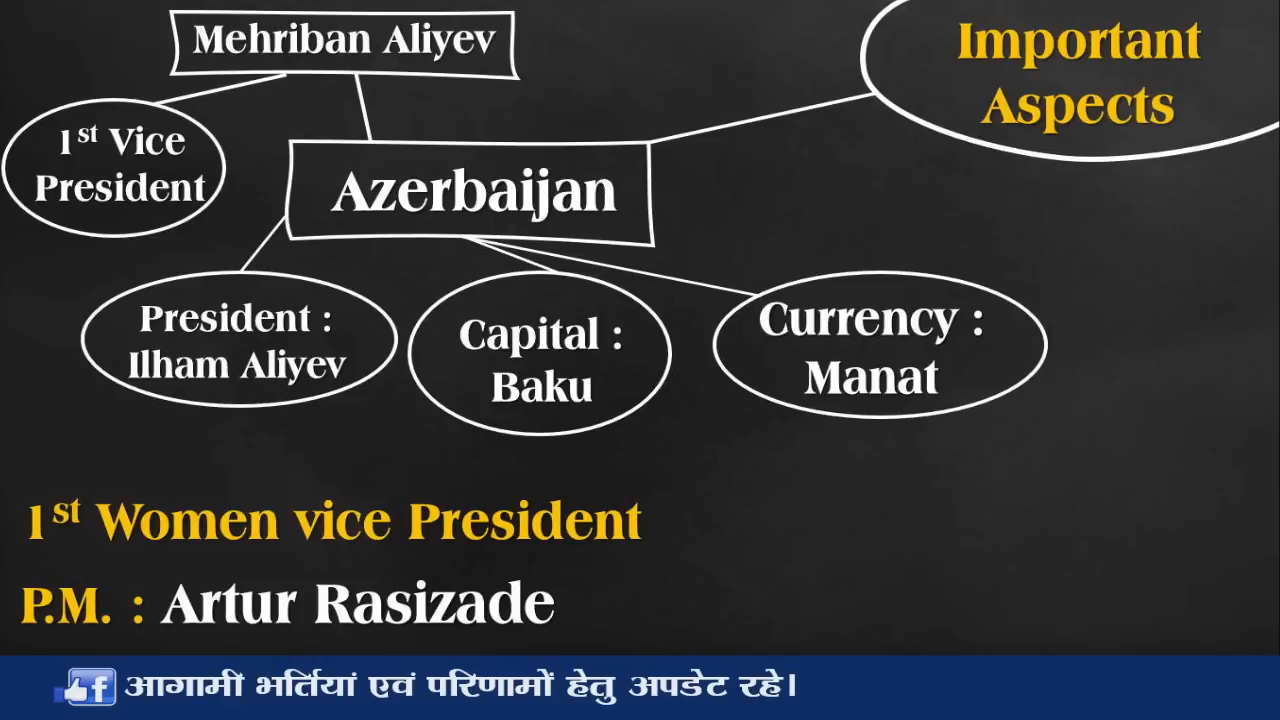 Mehriban Aliyev
Important
Aspects
1st Vice
President
Azerbaijan
President :
Ilham Aliyev
Capital :
Baku
Currency :
Manat
1st Women vice President
P.M. : Artur Rasizade
आगामी भर्तियां एवं परिणामों हेतु अपडेट रहे।